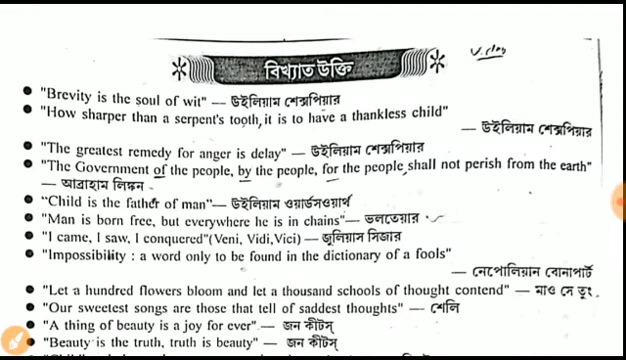 বিখ্যাত উক্তি
"Brevity is the soul of wit" — উইলিয়াম শেক্সপিয়ার
"How sharper than a serpent's tooth, it is to have a thankless child"
— উইলিয়াম শেক্সপিয়ার
"The greatest remedy for anger is delay" — উইলিয়াম শেক্সপিয়ার
"The Government of the people, by the people, for the people shall not perish from the earth"
— আব্রাহাম লিঙ্কন
"Child is the father of man"— উইলিয়াম ওয়ার্ডসওয়ার্থ
"Man is born free, but everywhere he is in chains"— ভলতেয়ার
"I came, I saw, I conquered"(Veni, Vidi,Vici) — জুলিয়াস সিজার
"Impossibility : a word only to be found in the dictionary of a fools"
— নেপোলিয়ান বোনাপার্ট
"Let a hundred flowers bloom and let a thousand schools of thought contend" — মাও সে তুং
"Our sweetest songs are those that tell of saddest thoughts" — শেলি
"A thing of beauty is a joy for ever" — জন কীটস্
"Beauty is the truth, truth is beauty" — জন কীটস্